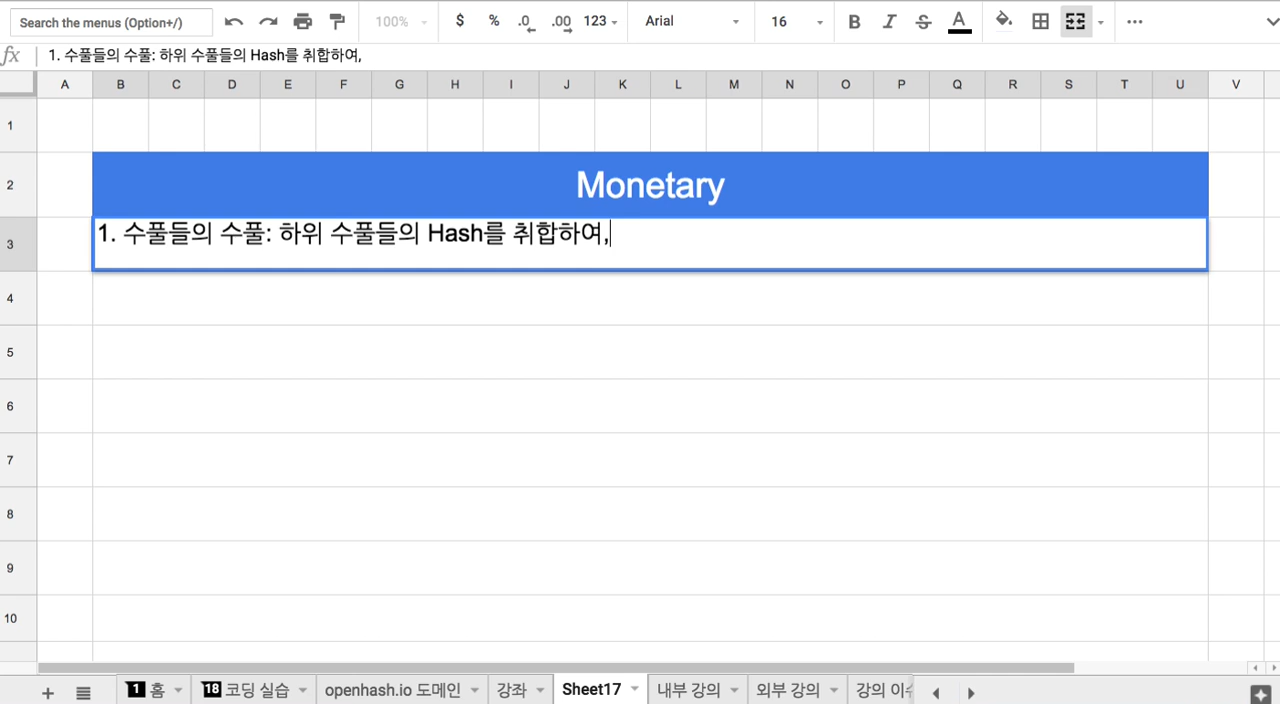 Search the menus (Option+/) 100% $ % .0 .00 123 Arial 16 B I S A
fx 1. 수풀들의 수풀: 하위 수풀들의 Hash를 취합하여,
A B C D E F G H I J K L M N O P Q R S T U V
1
2 Monetary
3 1. 수풀들의 수풀: 하위 수풀들의 Hash를 취합하여,
4
5
6
7
8
9
10
1 홈 18 코딩 실습 openhash.io 도메인 강좌 Sheet17 내부 강의 외부 강의 강의